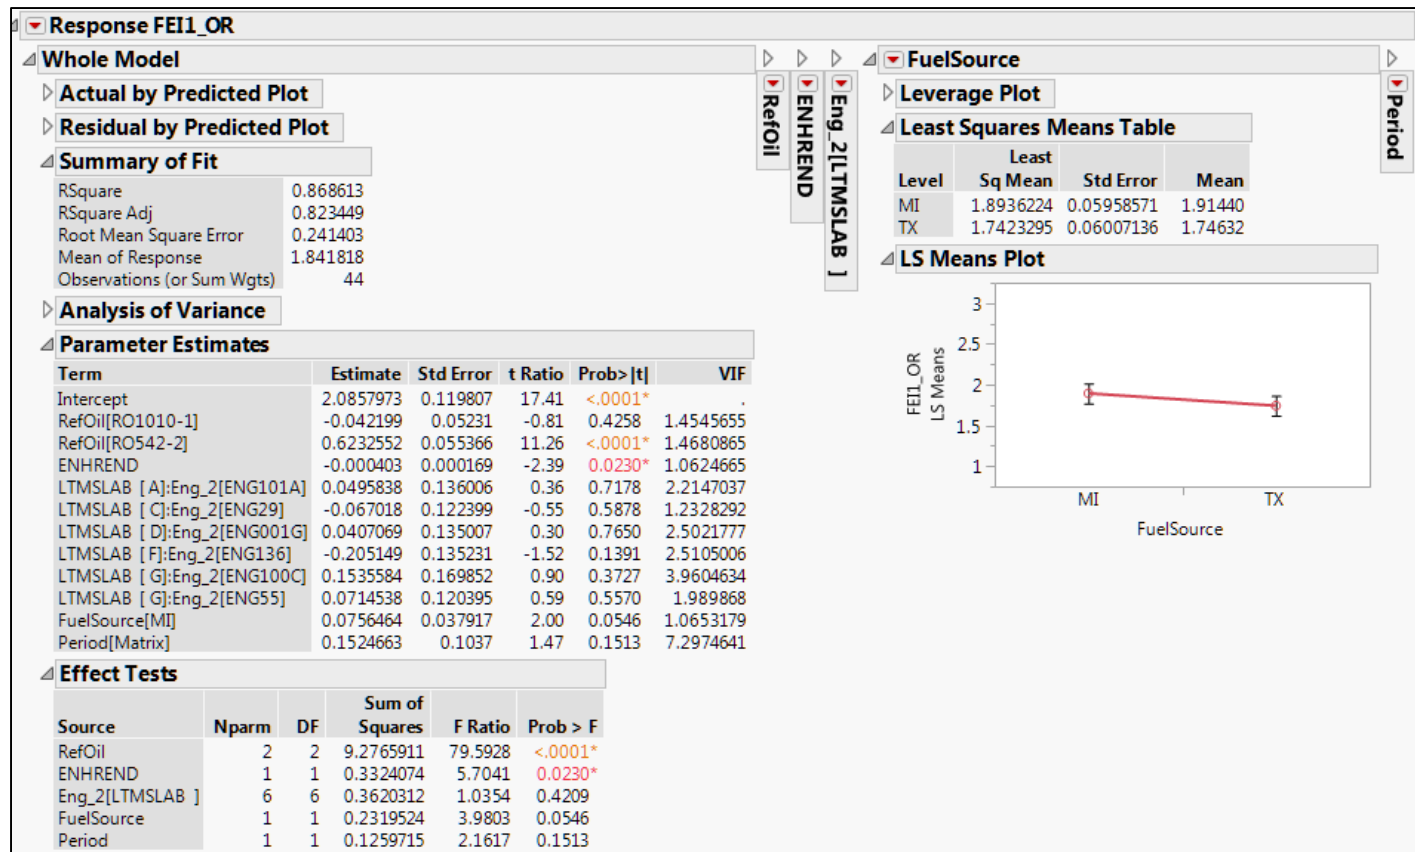 Response FEI1_OR
Whole Model
Actual by Predicted Plot
Residual by Predicted Plot
Summary of Fit
RSquare 0.868613
RSquare Adj 0.823449
Root Mean Square Error 0.241403
Mean of Response 1.841818
Observations (or Sum Wgts) 44
Analysis of Variance
Parameter Estimates
Term Estimate Std Error t Ratio Prob>|t| VIF
Intercept 2.0857973 0.119807 17.41 <.0001* .
RefOil[RO1010-1] -0.042199 0.05231 -0.81 0.4258 1.4545655
RefOil[RO542-2] 0.6232552 0.055366 11.26 <.0001* 1.4680865
ENHREND -0.000403 0.000169 -2.39 0.0230* 1.0624665
LTMSLAB [ A]:Eng_2[ENG101A] 0.0495838 0.136006 0.36 0.7178 2.2147037
LTMSLAB [ C]:Eng_2[ENG29] -0.067018 0.122399 -0.55 0.5878 1.2328292
LTMSLAB [ D]:Eng_2[ENG001G] 0.0407069 0.135007 0.30 0.7650 2.5021777
LTMSLAB [ F]:Eng_2[ENG136] -0.205149 0.135231 -1.52 0.1391 2.5105006
LTMSLAB [ G]:Eng_2[ENG100C] 0.1535584 0.169852 0.90 0.3727 3.9604634
LTMSLAB [ G]:Eng_2[ENG55] 0.0714538 0.120395 0.59 0.5570 1.989868
FuelSource[MI] 0.0756464 0.037917 2.00 0.0546 1.0653179
Period[Matrix] 0.1524663 0.1037 1.47 0.1513 7.2974641
Effect Tests
Sum of
Source Nparm DF Squares F Ratio Prob > F
RefOil 2 2 9.2765911 79.5928 <.0001*
ENHREND 1 1 0.3324074 5.7041 0.0230*
Eng_2[LTMSLAB ] 6 6 0.3620312 1.0354 0.4209
FuelSource 1 1 0.2319524 3.9803 0.0546
Period 1 1 0.1259715 2.1617 0.1513
RefOil
ENHREND
Eng_2[LTMSLAB ]
FuelSource
Leverage Plot
Least Squares Means Table
Least
Level Sq Mean Std Error Mean
MI 1.8936224 0.05958571 1.91440
TX 1.7423295 0.06007136 1.74632
LS Means Plot
FEI1_OR
LS Means
3
2.5
2
1.5
1
MI TX
FuelSource
Period